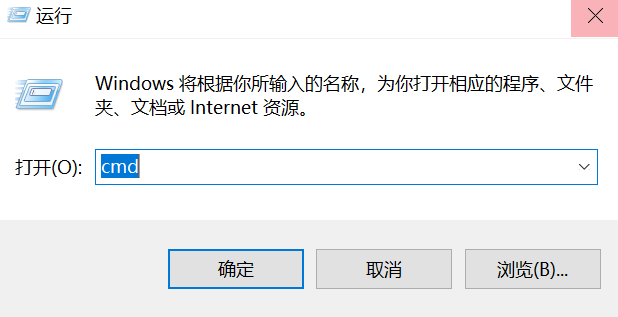 运行
Windows 将根据你所输入的名称，为你打开相应的程序、文件
夹、文档或 Internet 资源。
打开(O): cmd
确定 取消 浏览(B)...